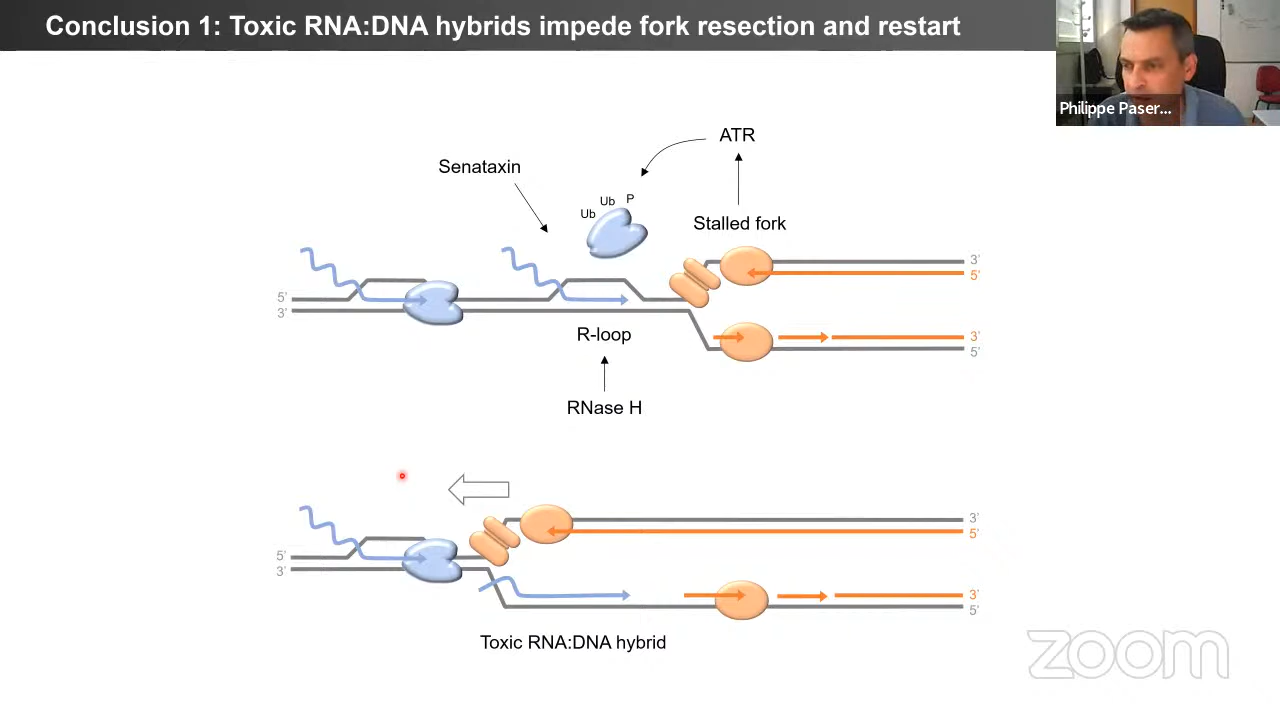 Conclusion 1: Toxic RNA:DNA hybrids impede fork resection and restart
Philippe Paser...
ATR
Senataxin
Ub Ub P
Stalled fork
3'
5'
5'
3'
R-loop
3'
5'
RNase H
3'
5'
5'
3'
3'
5'
Toxic RNA:DNA hybrid
zoom